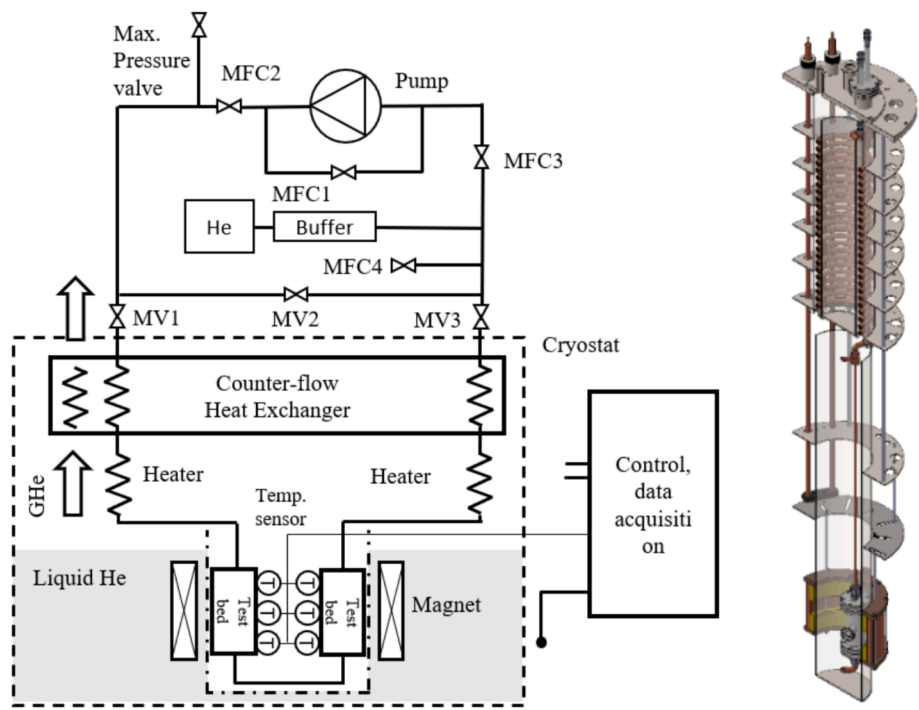 Max.
Pressure
valve
MFC2
Pump
MFC3
MFC1
He
Buffer
MFC4
MV1
MV2
MV3
Cryostat
Counter-flow
Heat Exchanger
GHe
Heater
Heater
Temp.
sensor
Control,
data
acquisiti
on
Liquid He
Test
bed
T
T
T
T
T
T
Test
bed
Magnet